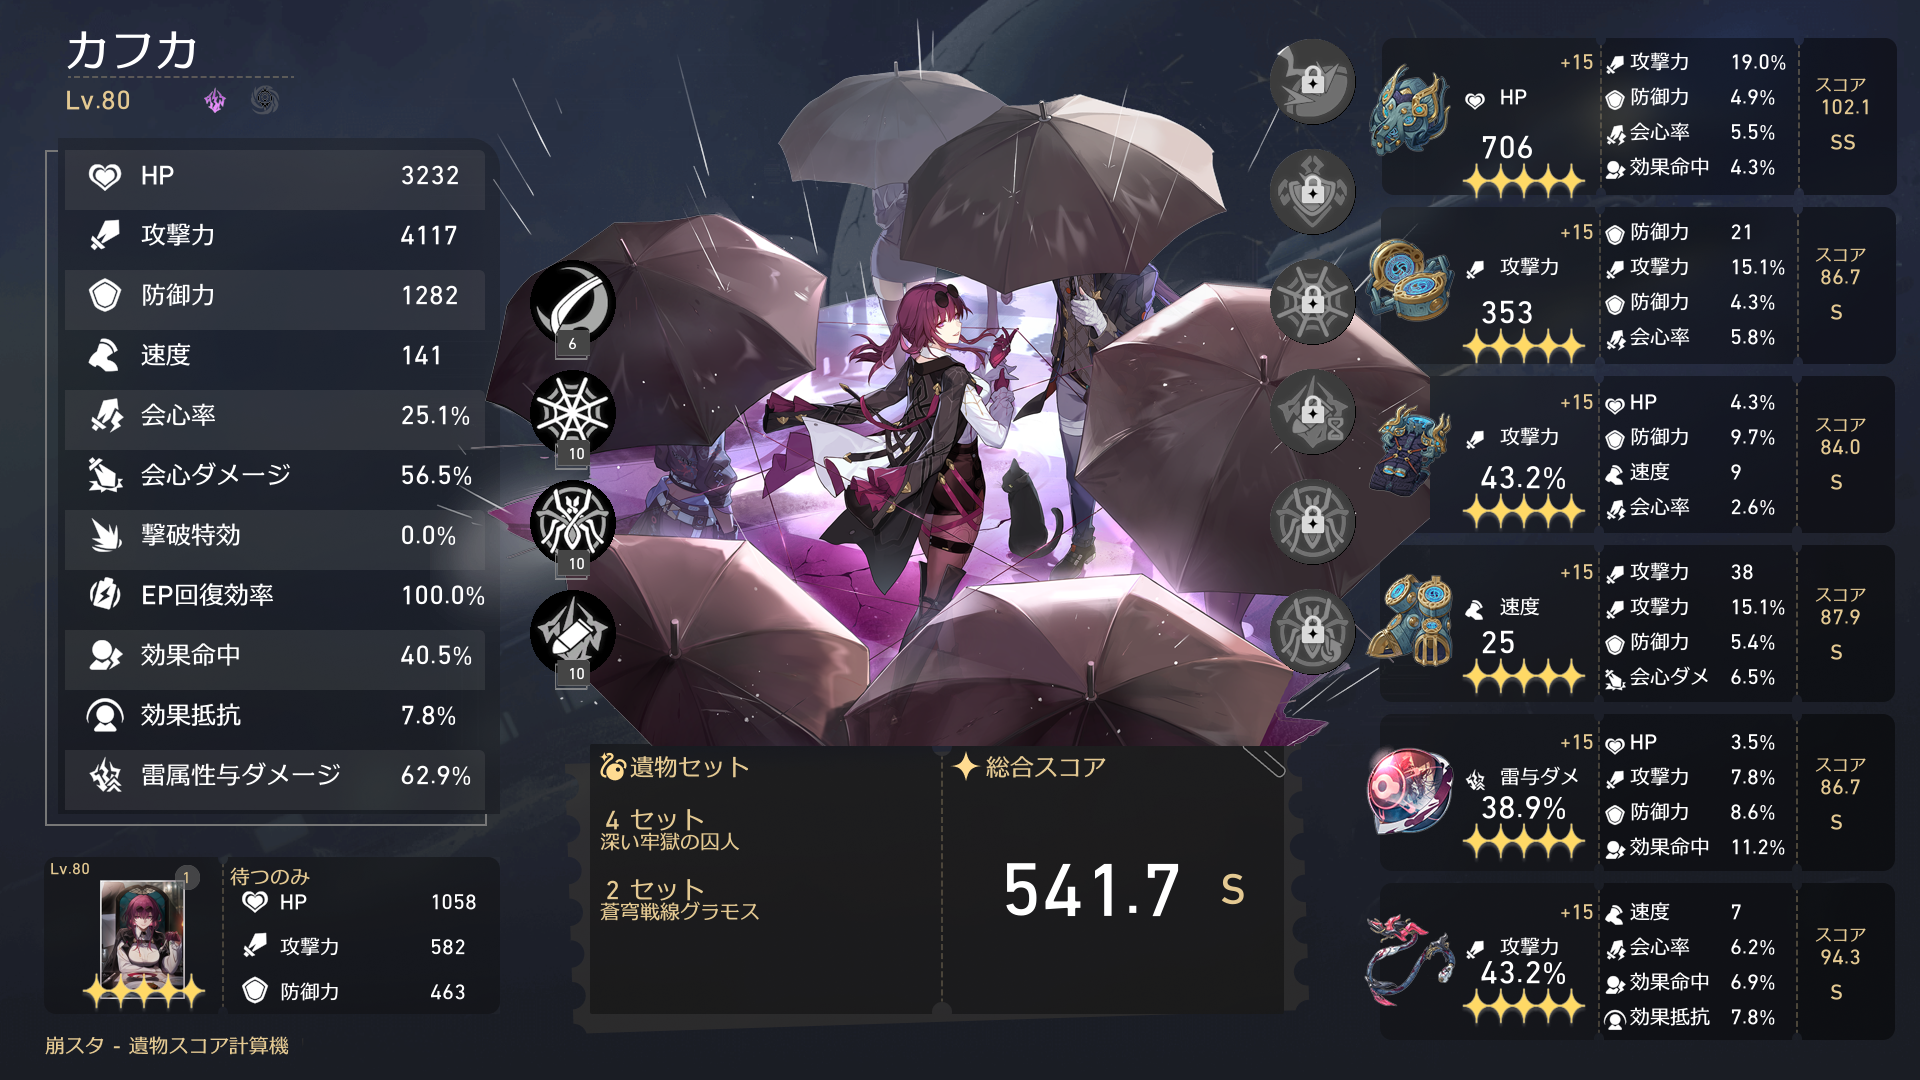 カフカ
Lv.80
HP 3232
攻撃力 4117
防御力 1282
速度 141
会心率 25.1%
会心ダメージ 56.5%
撃破特効 0.0%
EP回復効率 100.0%
効果命中 40.5%
効果抵抗 7.8%
雷属性与ダメージ 62.9%
Lv.80
1
待つのみ
HP 1058
攻撃力 582
防御力 463
崩スタ - 遺物スコア計算機
6
10
10
10
遺物セット
4 セット
深い牢獄の囚人
2 セット
蒼穹戦線グラモス
総合スコア
541.7 S
+15
HP
706
攻撃力 19.0%
防御力 4.9%
会心率 5.5%
効果命中 4.3%
スコア
102.1
SS
+15
攻撃力
353
防御力 21
攻撃力 15.1%
防御力 4.3%
会心率 5.8%
スコア
86.7
S
+15
攻撃力
43.2%
HP 4.3%
防御力 9.7%
速度 9
会心率 2.6%
スコア
84.0
S
+15
速度
25
攻撃力 38
攻撃力 15.1%
防御力 5.4%
会心ダメ 6.5%
スコア
87.9
S
+15
雷与ダメ
38.9%
HP 3.5%
攻撃力 7.8%
防御力 8.6%
効果命中 11.2%
スコア
86.7
S
+15
攻撃力
43.2%
速度 7
会心率 6.2%
効果命中 6.9%
効果抵抗 7.8%
スコア
94.3
S